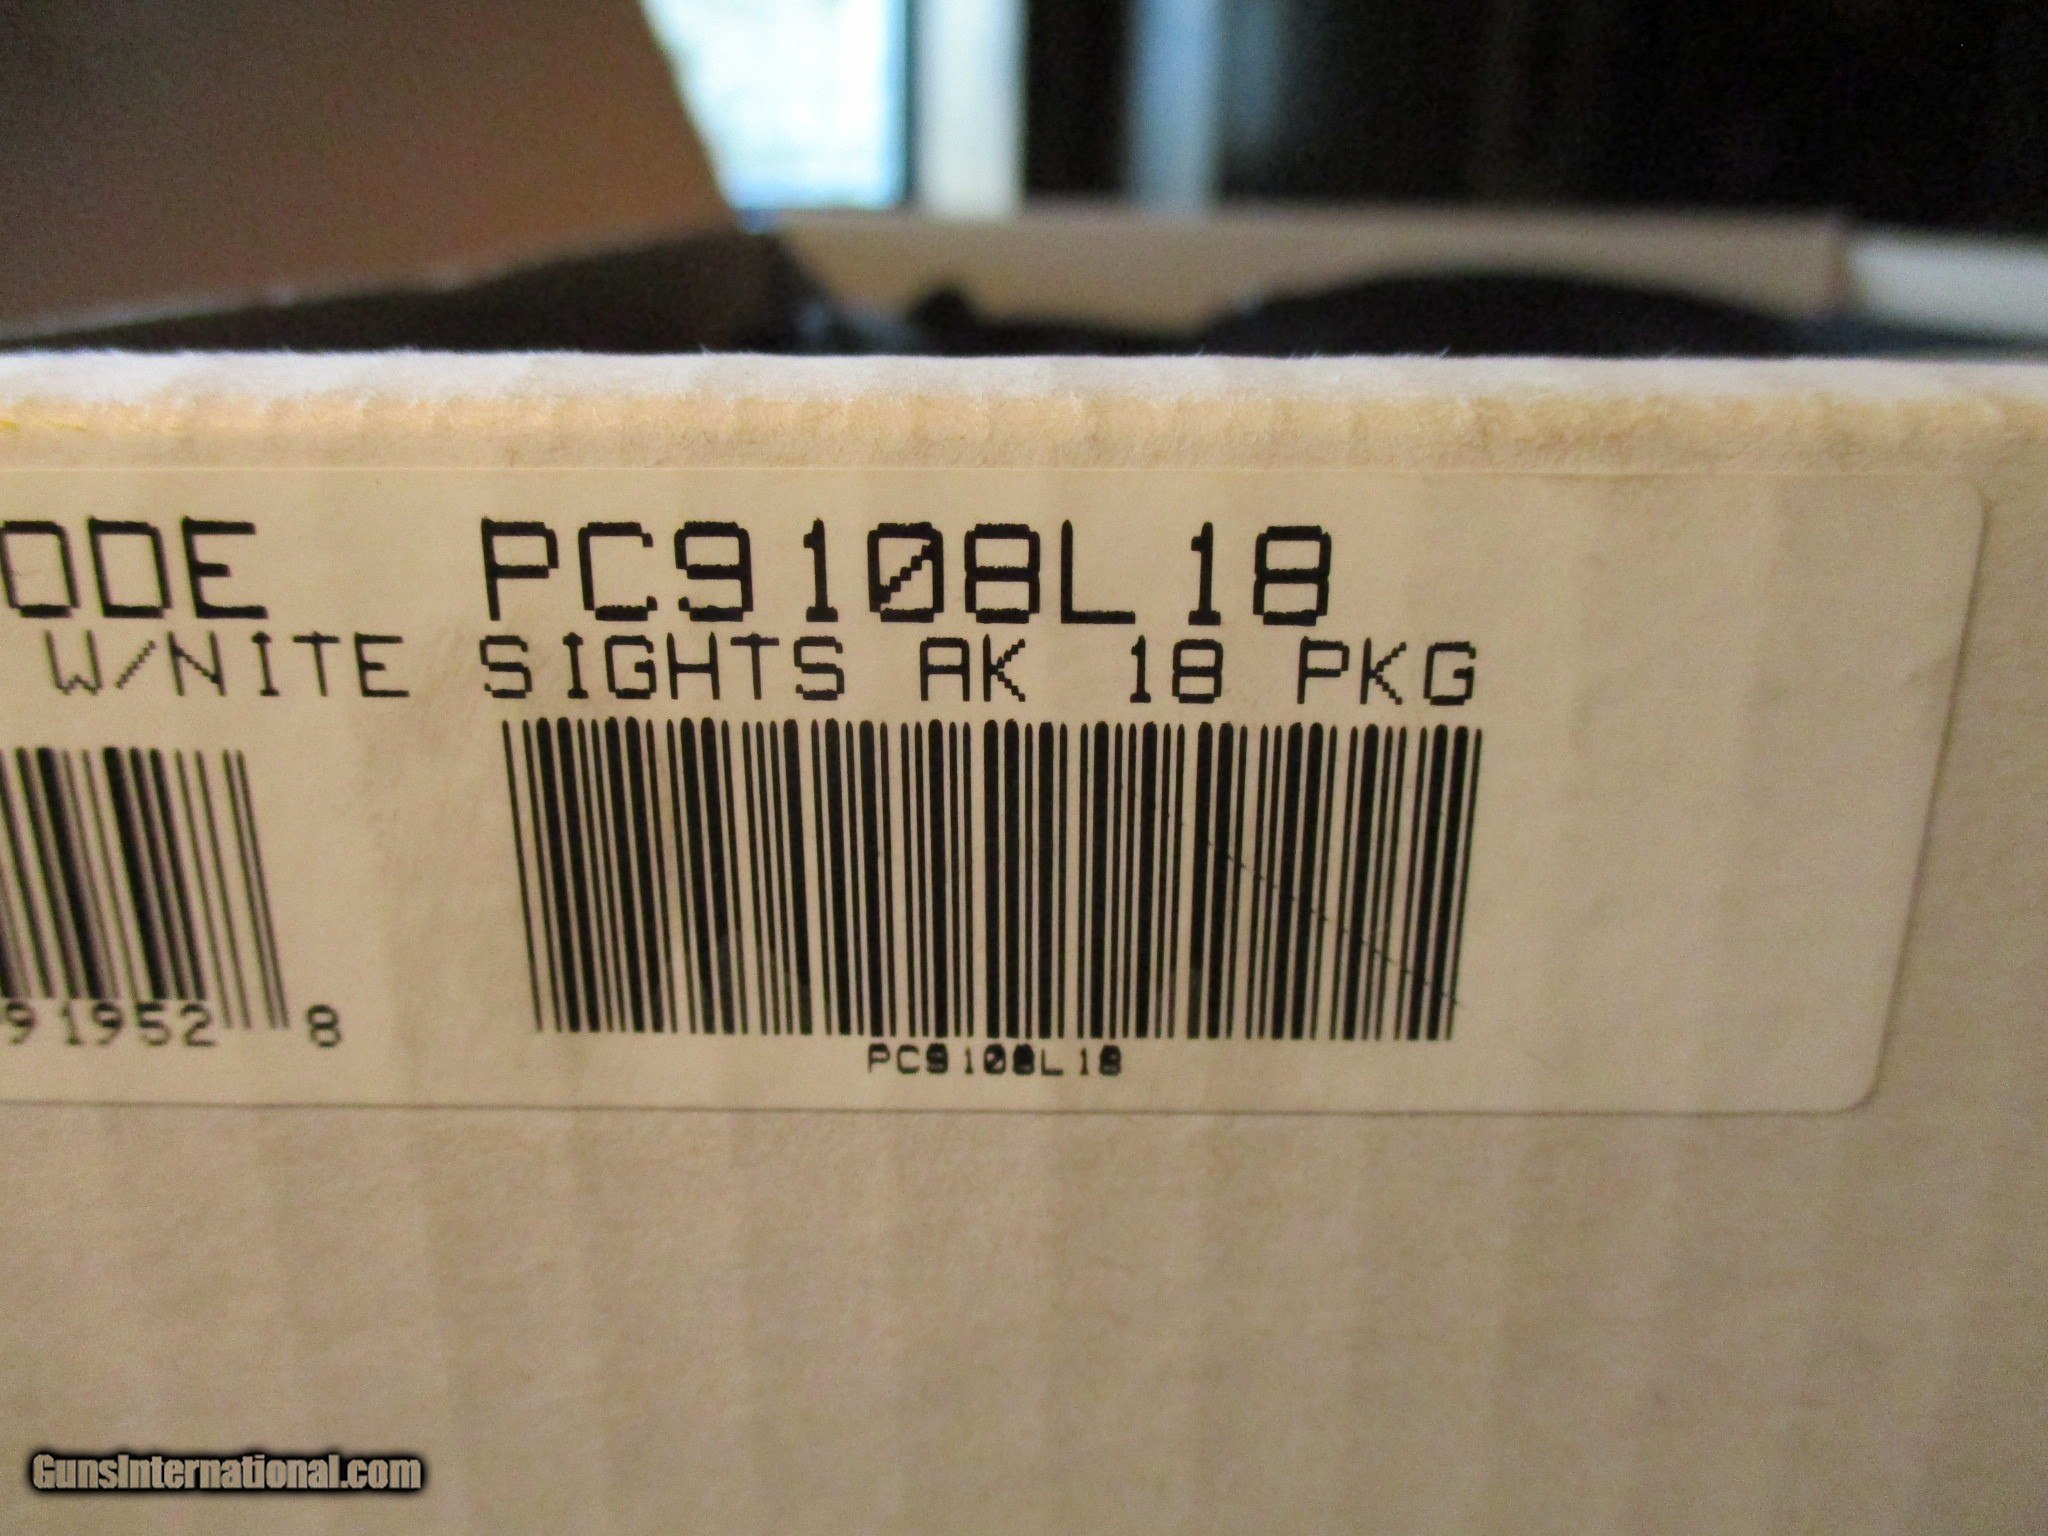 ODE PC9108L18
W/NITE SIGHTS AK 18 PKG
91952 8
PC9108L18
GunsInternational.com